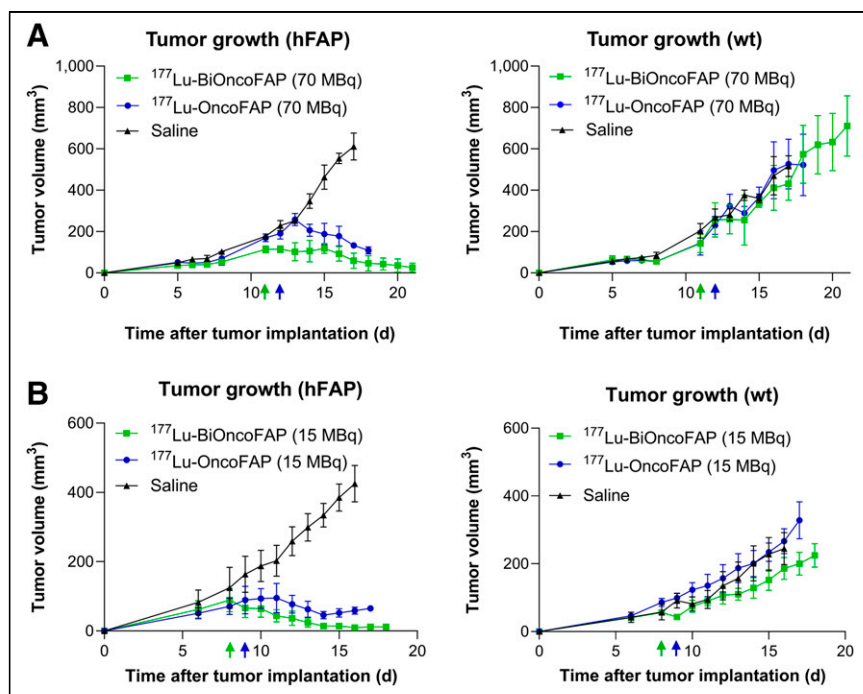 A
Tumor growth (hFAP)
¹⁷⁷Lu-BiOncoFAP (70 MBq)
¹⁷⁷Lu-OncoFAP (70 MBq)
Saline
Tumor volume (mm³)
1,000
800
600
400
200
0
0 5 10 15 20
Time after tumor implantation (d)
Tumor growth (wt)
¹⁷⁷Lu-BiOncoFAP (70 MBq)
¹⁷⁷Lu-OncoFAP (70 MBq)
Saline
Tumor volume (mm³)
1,000
800
600
400
200
0
0 5 10 15 20
Time after tumor implantation (d)
B
Tumor growth (hFAP)
¹⁷⁷Lu-BiOncoFAP (15 MBq)
¹⁷⁷Lu-OncoFAP (15 MBq)
Saline
Tumor volume (mm³)
600
400
200
0
0 5 10 15 20
Time after tumor implantation (d)
Tumor growth (wt)
¹⁷⁷Lu-BiOncoFAP (15 MBq)
¹⁷⁷Lu-OncoFAP (15 MBq)
Saline
Tumor volume (mm³)
600
400
200
0
0 5 10 15 20
Time after tumor implantation (d)